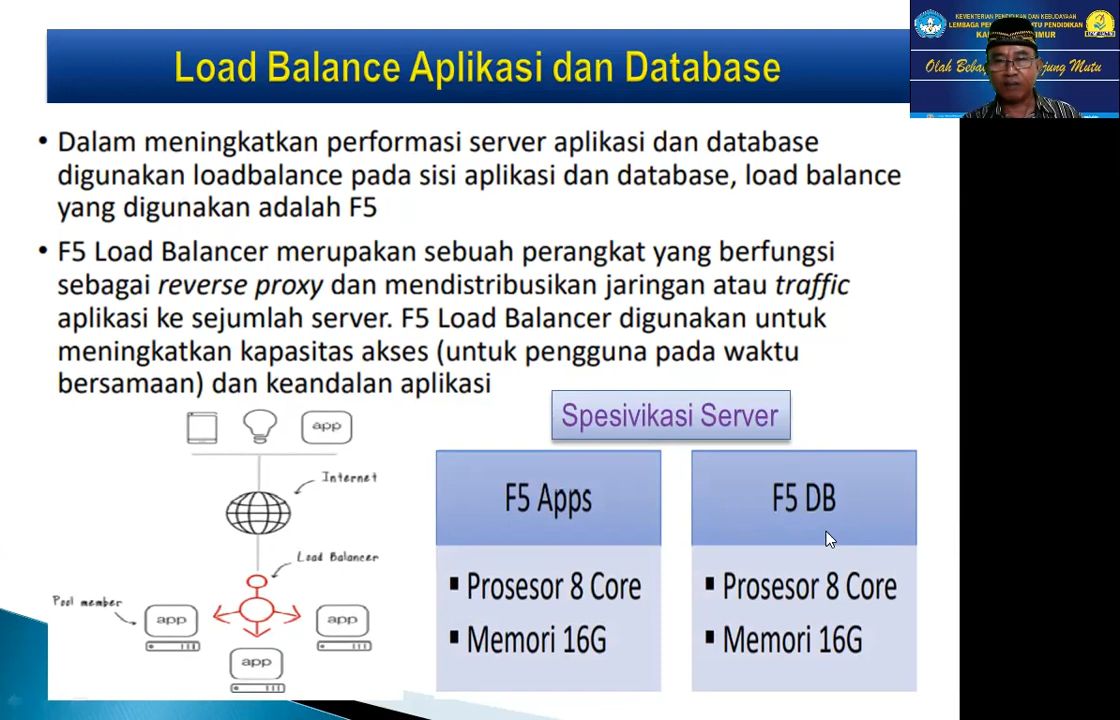 Load Balance Aplikasi dan Database
KEMENTERIAN PENDIDIKAN DAN KEBUDAYAAN
• Dalam meningkatkan performasi server aplikasi dan database
digunakan loadbalance pada sisi aplikasi dan database, load balance
yang digunakan adalah F5
• F5 Load Balancer merupakan sebuah perangkat yang berfungsi
sebagai reverse proxy dan mendistribusikan jaringan atau traffic
aplikasi ke sejumlah server. F5 Load Balancer digunakan untuk
meningkatkan kapasitas akses (untuk pengguna pada waktu
bersamaan) dan keandalan aplikasi
app
Internet
Load Balancer
Pool member
app
app
app
Spesivikasi Server
F5 Apps
▪ Prosesor 8 Core
▪ Memori 16G
F5 DB
▪ Prosesor 8 Core
▪ Memori 16G